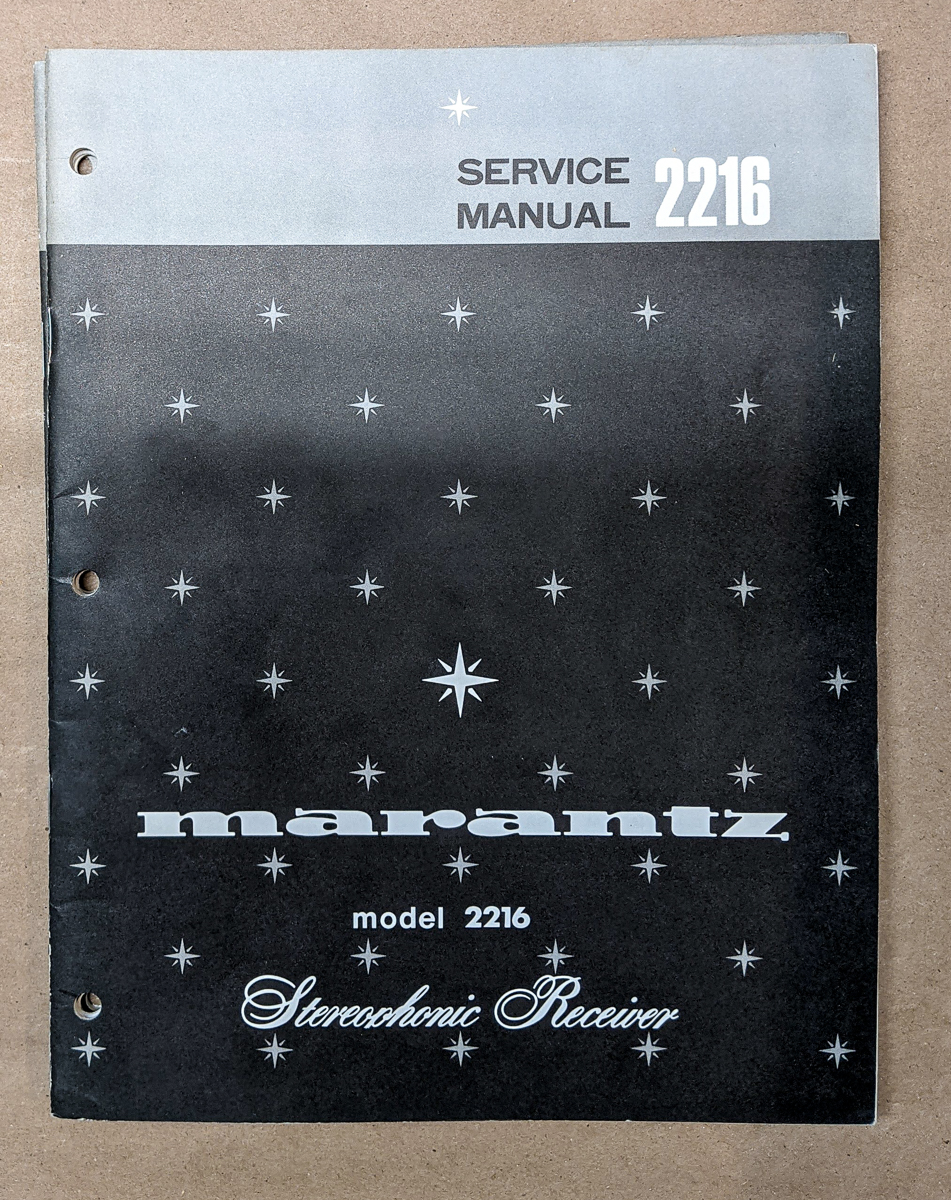 SERVICE
MANUAL 2216
marantz
model 2216
Stereophonic Receiver